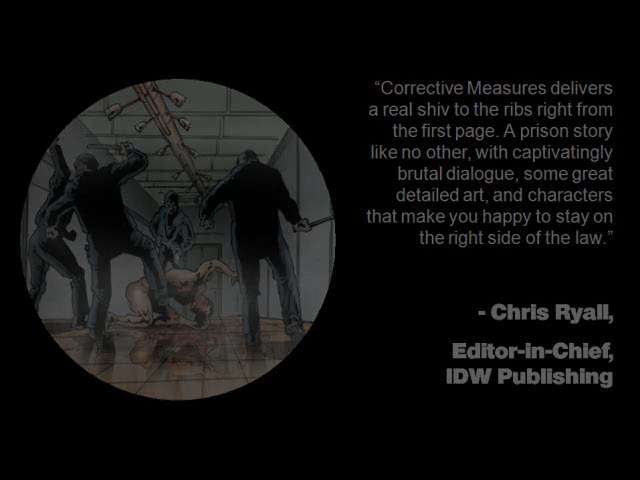 “Corrective Measures delivers
a real shiv to the ribs right from
the first page. A prison story
like no other, with captivatingly
brutal dialogue, some great
detailed art, and characters
that make you happy to stay on
the right side of the law.”
- Chris Ryall,
Editor-in-Chief,
IDW Publishing